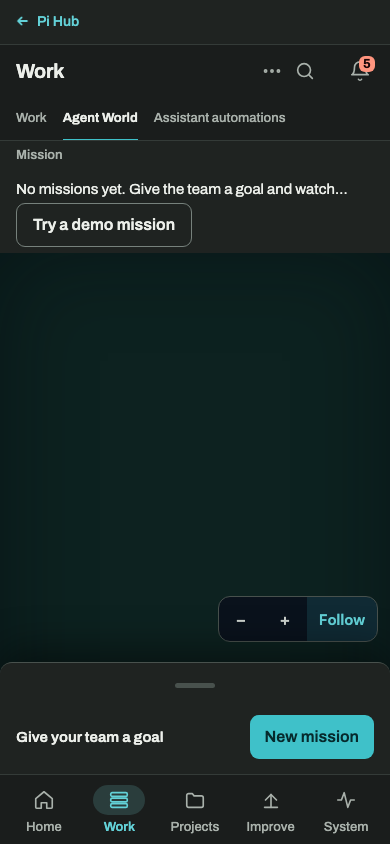 Pi Hub
Work
5
Work Agent World Assistant automations
Mission
No missions yet. Give the team a goal and watch...
Try a demo mission
− + Follow
Give your team a goal
New mission
Home Work Projects Improve System